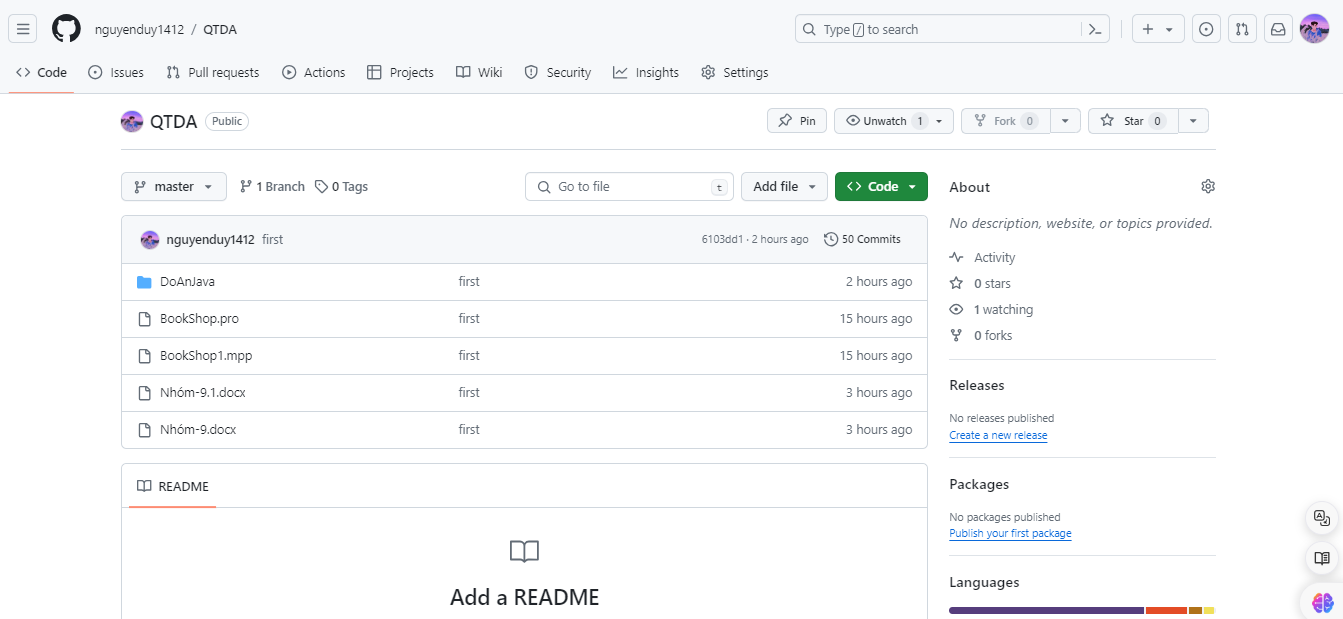 nguyenduy1412 / QTDA
Type / to search
Code Issues Pull requests Actions Projects Wiki Security Insights Settings
QTDA Public
Pin Unwatch 1 Fork 0 Star 0
master 1 Branch 0 Tags Go to file t Add file Code
nguyenduy1412 first 6103dd1 · 2 hours ago 50 Commits
DoAnJava first 2 hours ago
BookShop.pro first 15 hours ago
BookShop1.mpp first 15 hours ago
Nhóm-9.1.docx first 3 hours ago
Nhóm-9.docx first 3 hours ago
README
Add a README
About
No description, website, or topics provided.
Activity
0 stars
1 watching
0 forks
Releases
No releases published
Create a new release
Packages
No packages published
Publish your first package
Languages